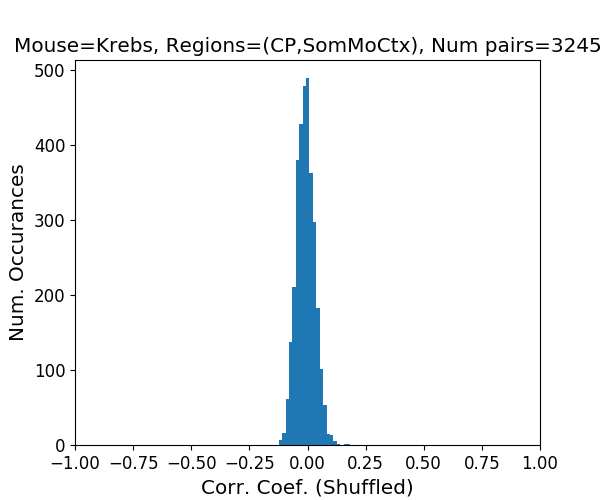 Mouse=Krebs, Regions=(CP,SomMoCtx), Num pairs=3245
500
400
300
200
100
0
Num. Occurances
−1.00 −0.75 −0.50 −0.25 0.00 0.25 0.50 0.75 1.00
Corr. Coef. (Shuffled)